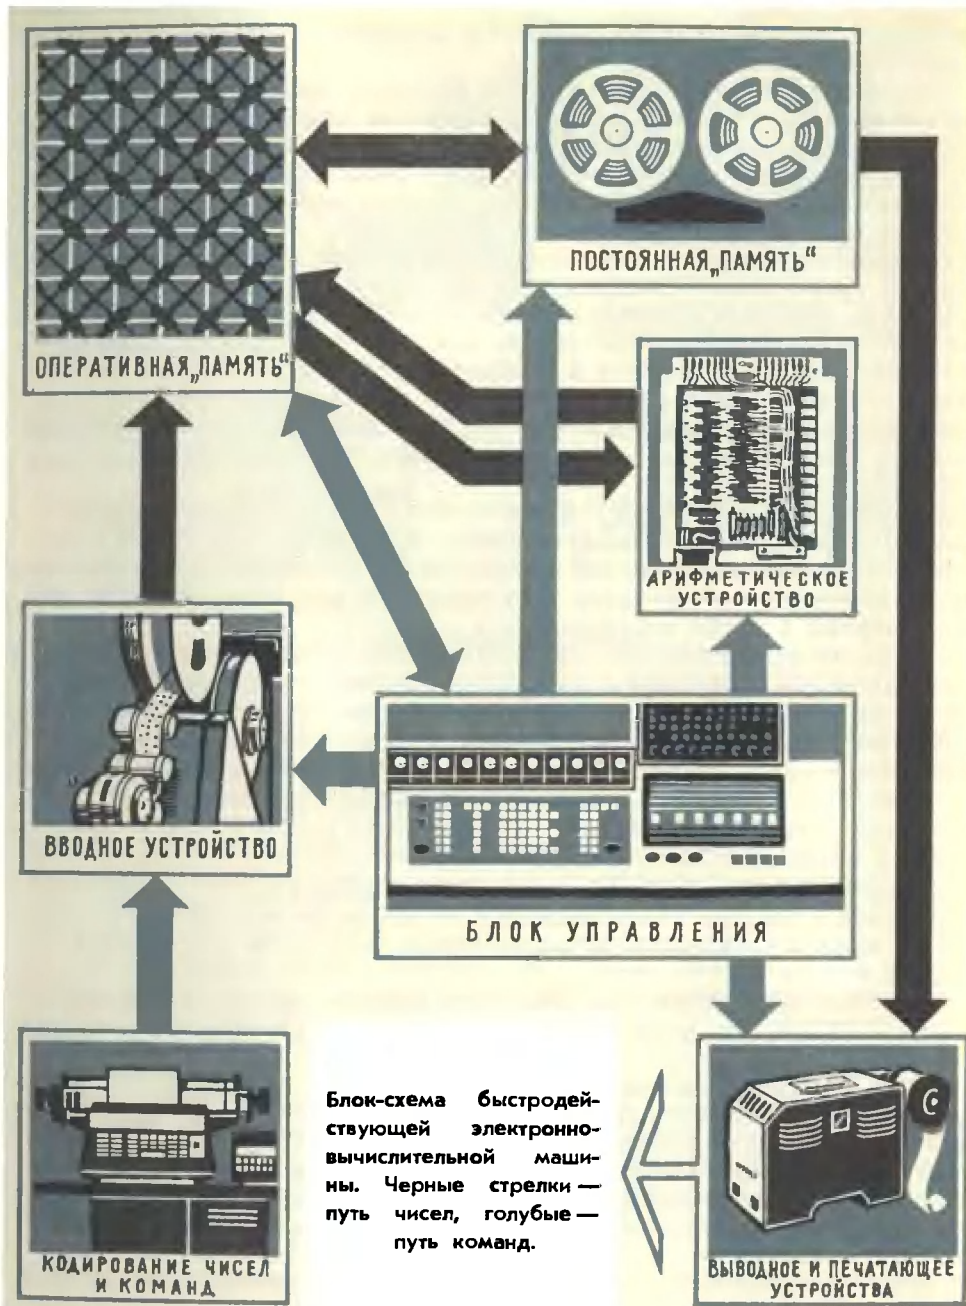 ОПЕРАТИВНАЯ „ПАМЯТЬ“
ПОСТОЯННАЯ „ПАМЯТЬ“
АРИФМЕТИЧЕСКОЕ
УСТРОЙСТВО
ВВОДНОЕ УСТРОЙСТВО
БЛОК УПРАВЛЕНИЯ
КОДИРОВАНИЕ ЧИСЕЛ
И КОМАНД
Блок-схема быстродей-
ствующей электронно-
вычислительной маши-
ны. Черные стрелки —
путь чисел, голубые —
путь команд.
ВЫВОДНОЕ И ПЕЧАТАЮЩЕЕ
УСТРОЙСТВА